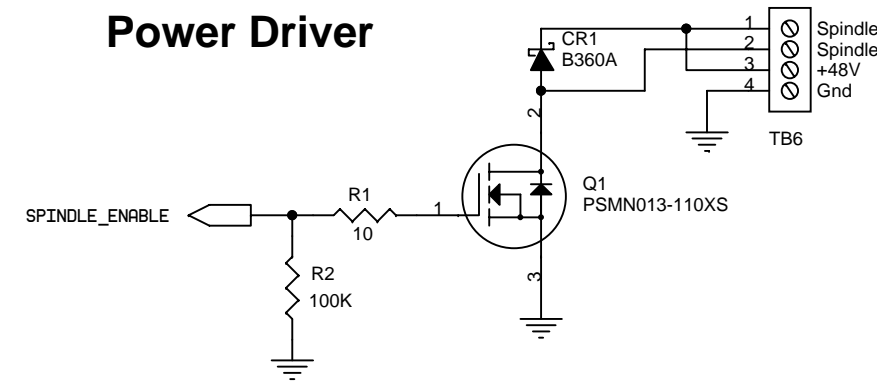 Power Driver
CR1
B360A
1 Spindle
2 Spindle
3 +48V
4 Gnd
TB6
2
Q1
PSMN013-110XS
SPINDLE_ENABLE
R1
10
1
R2
100K
3